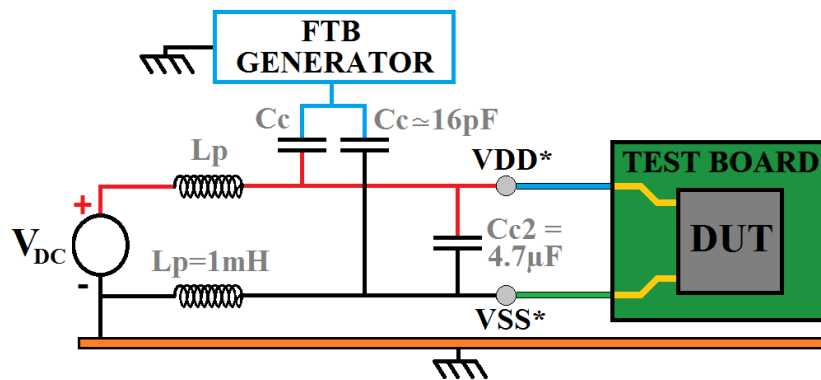 FTB
GENERATOR
Cc
Cc≃16pF
Lp
VDD*
TEST BOARD
+
VDC
Cc2 =
4.7µF
DUT
Lp=1mH
-
VSS*